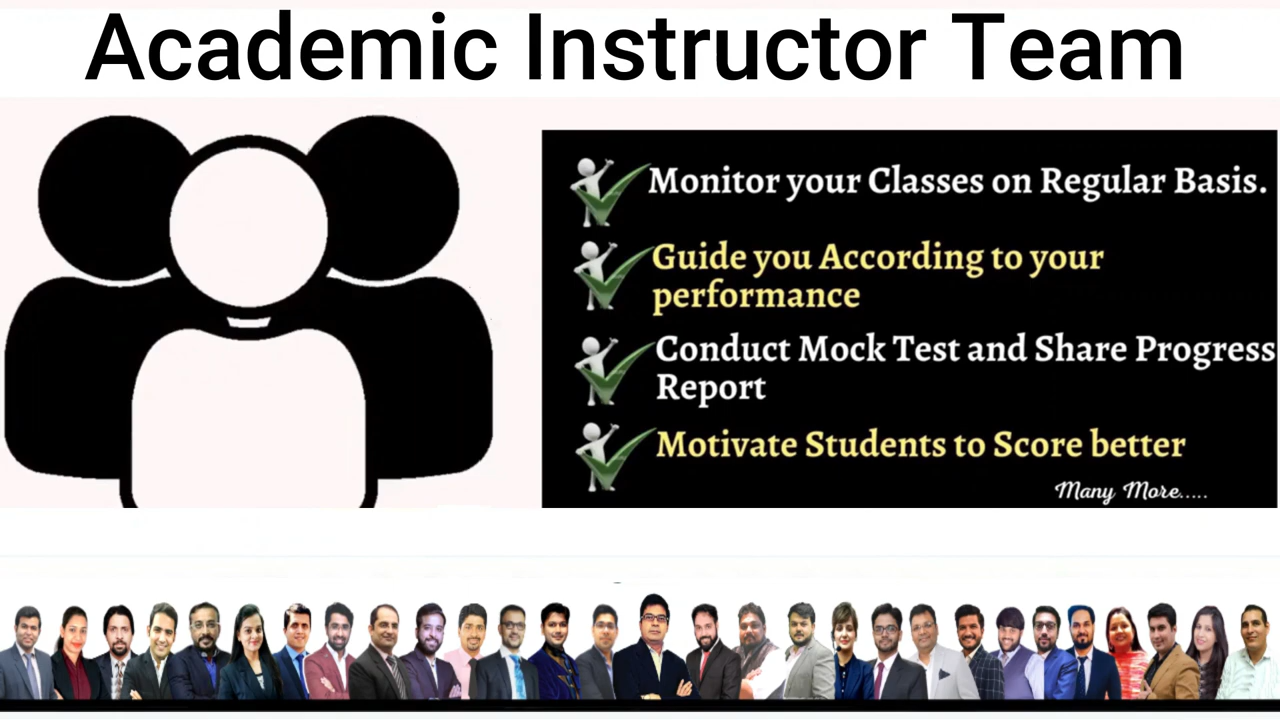 Academic Instructor Team
Monitor your Classes on Regular Basis.
Guide you According to your
performance
Conduct Mock Test and Share Progress
Report
Motivate Students to Score better
Many More.....